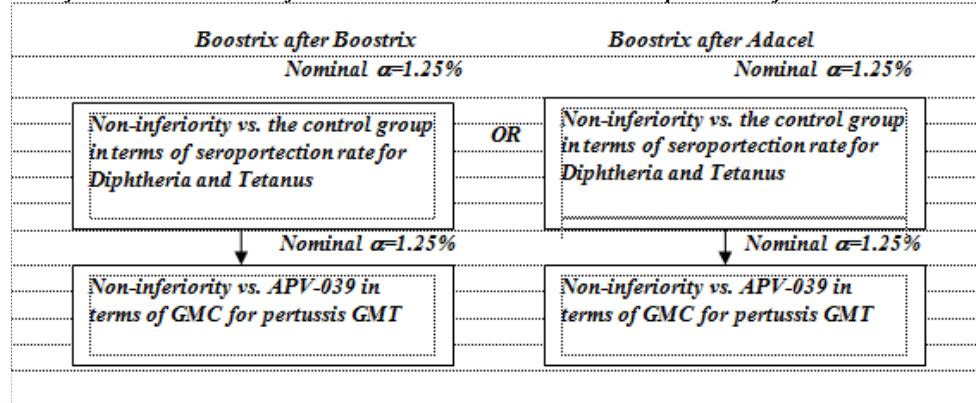 Boostrix after Boostrix
Boostrix after Adacel
Nominal α=1.25%
Nominal α=1.25%
Non-inferiority vs. the control group
in terms of seroportection rate for
Diphtheria and Tetanus
OR
Non-inferiority vs. the control group
in terms of seroportection rate for
Diphtheria and Tetanus
Nominal α=1.25%
Nominal α=1.25%
Non-inferiority vs. APV-039 in
terms of GMC for pertussis GMT
Non-inferiority vs. APV-039 in
terms of GMC for pertussis GMT